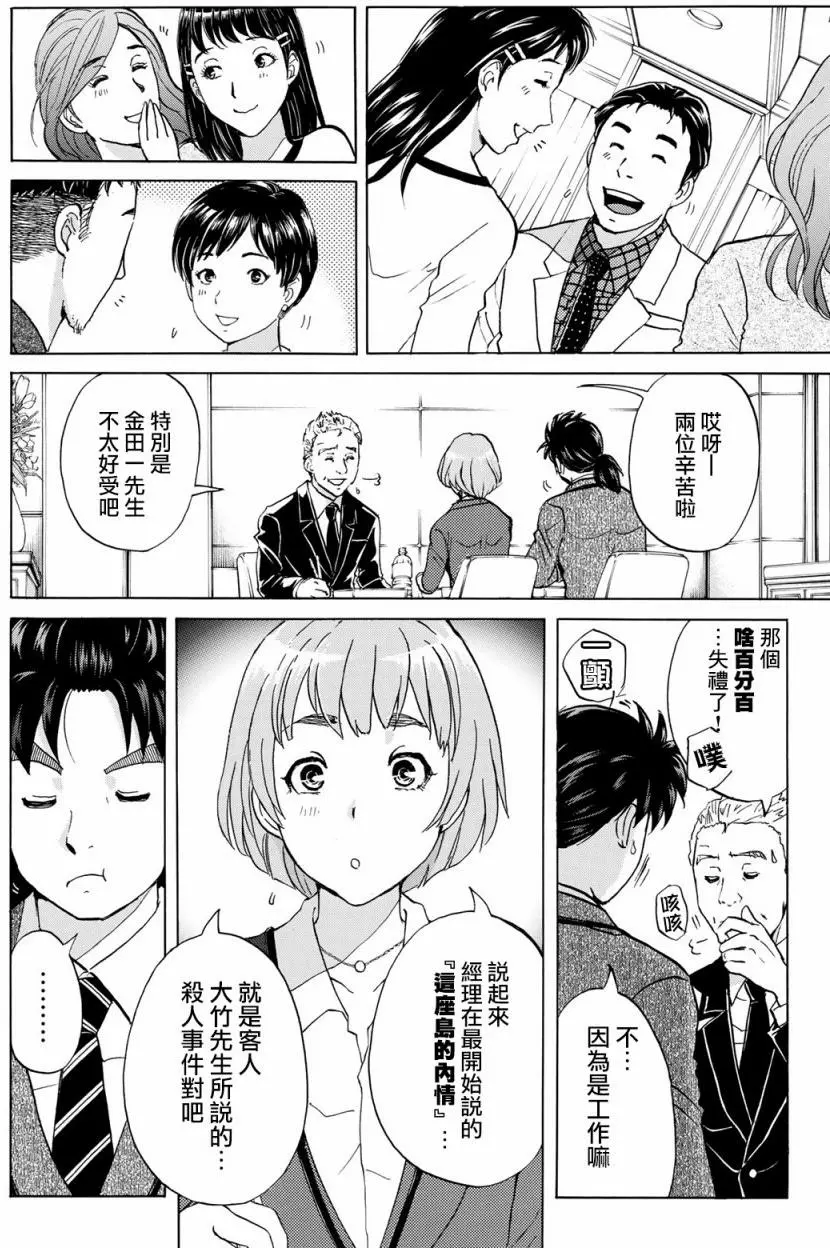 哎呀ー
兩位辛苦啦
特別是
金田一先生
不太好受吧
那個
啥百分百
…失禮了!
噗
一顫
咳咳
不…
因為是工作嘛
說起來
經理在最開始說的
『這座島的內情』…
就是客人
大竹先生所説的…
殺人事件對吧
………